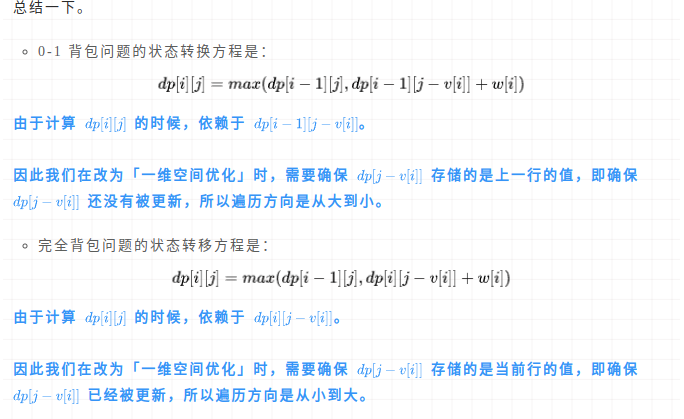 总结一下。
0-1 背包问题的状态转换方程是：
dp[i][j] = max(dp[i − 1][j], dp[i − 1][j − v[i]] + w[i])
由于计算 dp[i][j] 的时候，依赖于 dp[i − 1][j − v[i]]。
因此我们在改为「一维空间优化」时，需要确保 dp[j − v[i]] 存储的是上一行的值，即确保
dp[j − v[i]] 还没有被更新，所以遍历方向是从大到小。
完全背包问题的状态转移方程是：
dp[i][j] = max(dp[i − 1][j], dp[i][j − v[i]] + w[i])
由于计算 dp[i][j] 的时候，依赖于 dp[i][j − v[i]]。
因此我们在改为「一维空间优化」时，需要确保 dp[j − v[i]] 存储的是当前行的值，即确保
dp[j − v[i]] 已经被更新，所以遍历方向是从小到大。